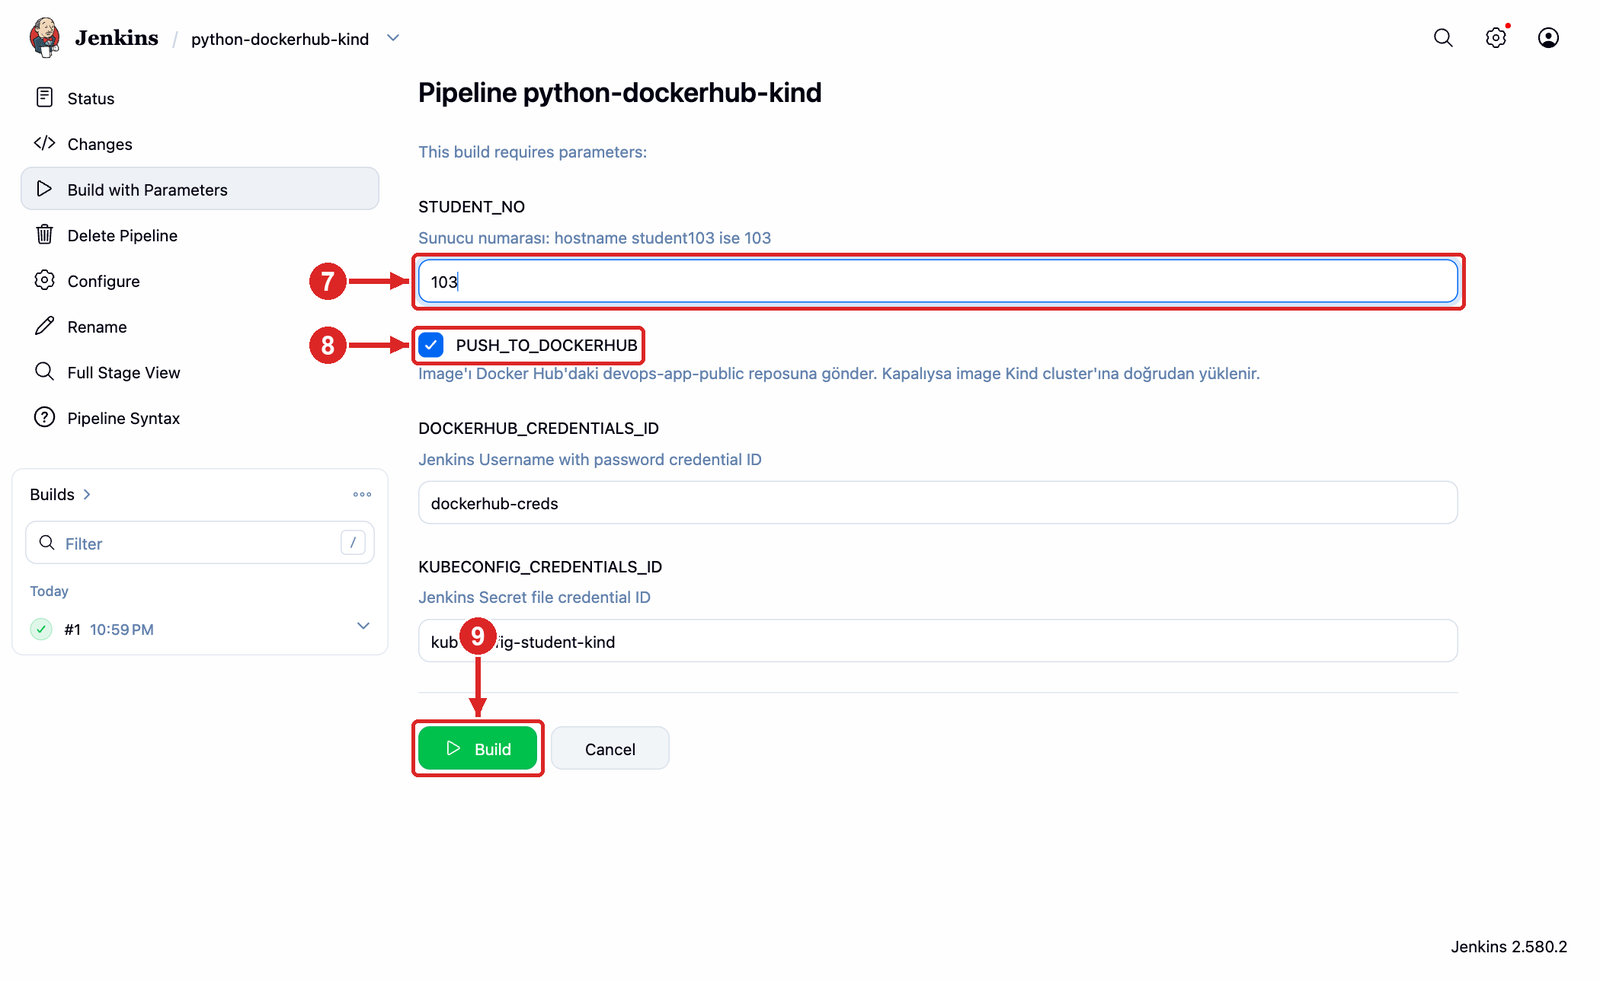 Jenkins / python-dockerhub-kind
Status
Changes
Build with Parameters
Delete Pipeline
Configure
Rename
Full Stage View
Pipeline Syntax
Builds
Filter /
Today
#1 10:59 PM
Pipeline python-dockerhub-kind
This build requires parameters:
STUDENT_NO
Sunucu numarası: hostname student103 ise 103
7
103
8
PUSH_TO_DOCKERHUB
Image'ı Docker Hub'daki devops-app-public reposuna gönder. Kapalıysa image Kind cluster'ına doğrudan yüklenir.
DOCKERHUB_CREDENTIALS_ID
Jenkins Username with password credential ID
dockerhub-creds
KUBECONFIG_CREDENTIALS_ID
Jenkins Secret file credential ID
9
Build
Cancel
Jenkins 2.580.2